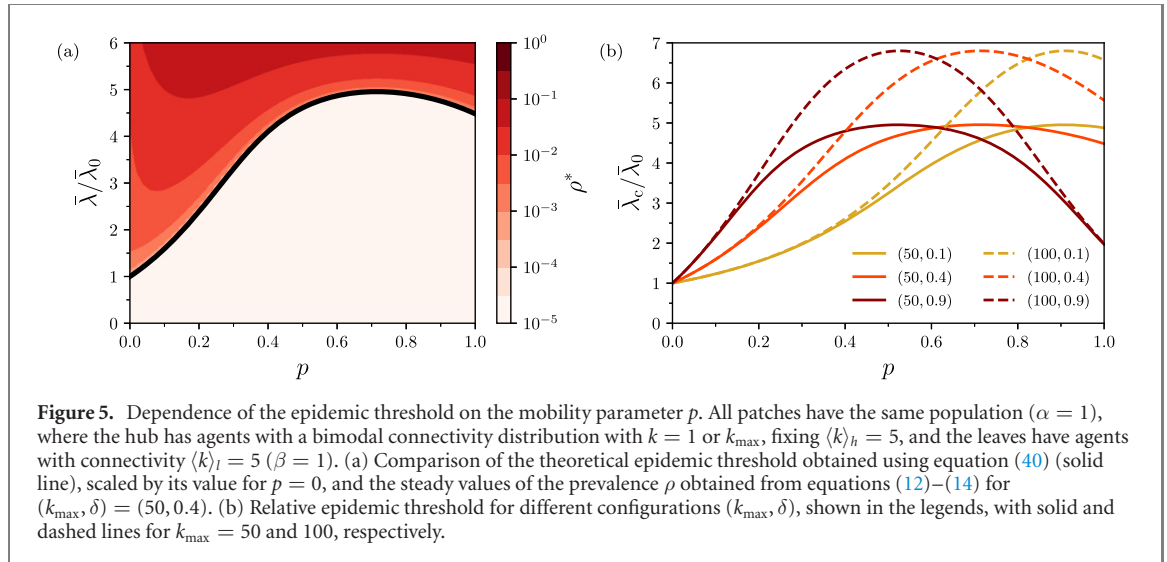 (a)
6
5
4
3
2
1
0
λ̄/λ̄₀
0.0 0.2 0.4 0.6 0.8 1.0
p
10⁰
10⁻¹
10⁻²
10⁻³
10⁻⁴
10⁻⁵
ρ*
(b)
7
6
5
4
3
2
1
0
λ̄c/λ̄₀
(50, 0.1) (100, 0.1)
(50, 0.4) (100, 0.4)
(50, 0.9) (100, 0.9)
0.0 0.2 0.4 0.6 0.8 1.0
p
Figure 5. Dependence of the epidemic threshold on the mobility parameter p. All patches have the same population (α = 1),
where the hub has agents with a bimodal connectivity distribution with k = 1 or kmax, fixing ⟨k⟩h = 5, and the leaves have agents
with connectivity ⟨k⟩l = 5 (β = 1). (a) Comparison of the theoretical epidemic threshold obtained using equation (40) (solid
line), scaled by its value for p = 0, and the steady values of the prevalence ρ obtained from equations (12)–(14) for
(kmax, δ) = (50, 0.4). (b) Relative epidemic threshold for different configurations (kmax, δ), shown in the legends, with solid and
dashed lines for kmax = 50 and 100, respectively.